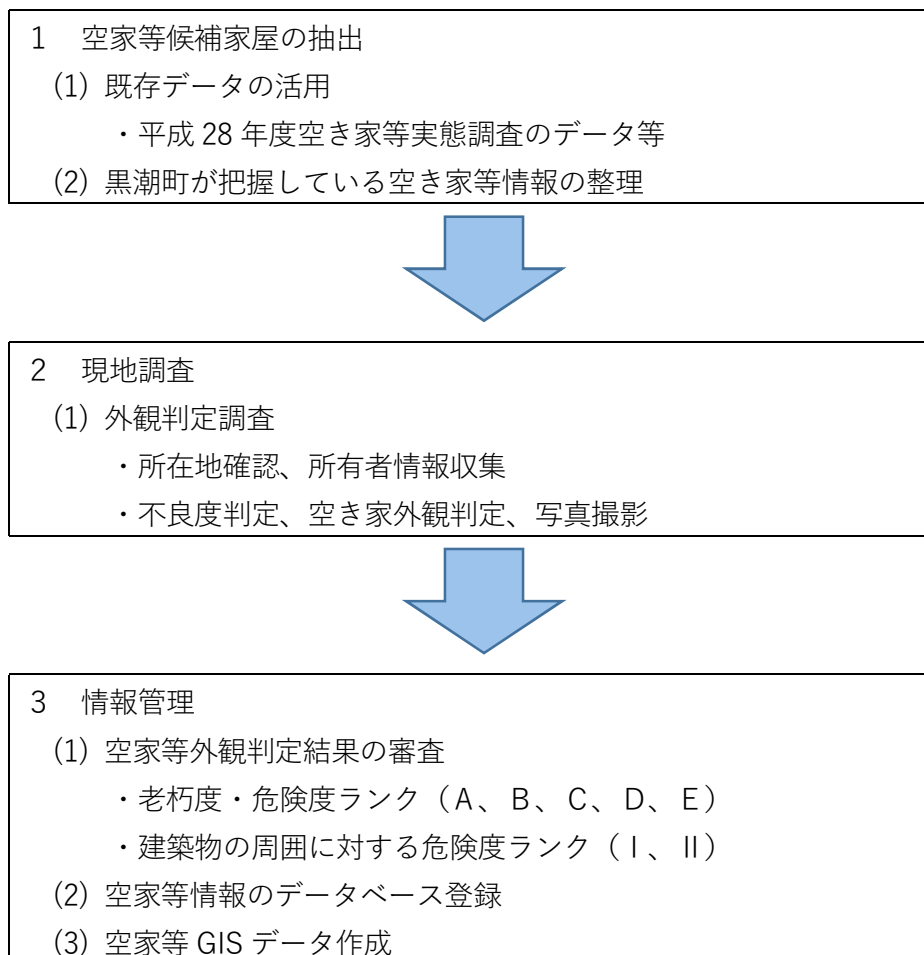 1　空家等候補家屋の抽出
(1) 既存データの活用
・平成 28 年度空き家等実態調査のデータ等
(2) 黒潮町が把握している空き家等情報の整理
2　現地調査
(1) 外観判定調査
・所在地確認、所有者情報収集
・不良度判定、空き家外観判定、写真撮影
3　情報管理
(1) 空家等外観判定結果の審査
・老朽度・危険度ランク（Ａ、Ｂ、Ｃ、Ｄ、Ｅ）
・建築物の周囲に対する危険度ランク（Ⅰ、Ⅱ）
(2) 空家等情報のデータベース登録
(3) 空家等 GIS データ作成